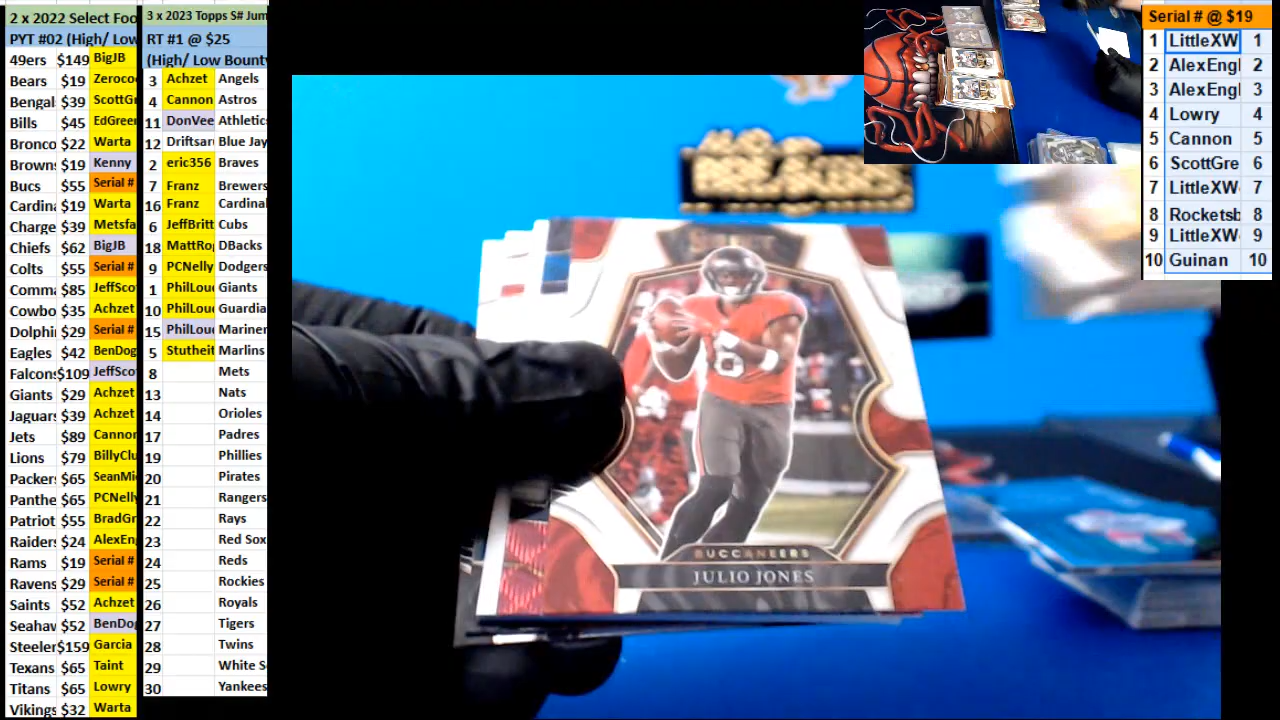 2 x 2022 Select Foo
PYT #02 (High/ Low
49ers $149 BigJB
Bears $19 Zeroco
Bengal $39 ScottGr
Bills $45 EdGreer
Bronco $22 Warta
Browns $19 Kenny
Bucs $55 Serial #
Cardina $19 Warta
Charge $39 Metsfa
Chiefs $62 BigJB
Colts $55 Serial #
Comma $85 JeffSco
Cowbo $35 Achzet
Dolphi $29 Serial #
Eagles $42 BenDog
Falcons $109 JeffSco
Giants $29 Achzet
Jaguar $39 Achzet
Jets $89 Cannon
Lions $79 BillyClu
Packer $65 SeanMi
Panthe $65 PCNelly
Patriot $55 BradGr
Raiders $24 AlexEn
Rams $19 Serial #
Ravens $29 Serial #
Saints $52 Achzet
Seahaw $52 BenDo
Steeler $159 Garcia
Texans $65 Taint
Titans $65 Lowry
Vikings $32 Warta
3 x 2023 Topps S# Jum
RT #1 @ $25
(High/ Low Bounty
3 Achzet Angels
4 Cannon Astros
11 DonVee Athletic
12 Driftsar Blue Jay
2 eric356 Braves
7 Franz Brewers
16 Franz Cardinal
6 JeffBritt Cubs
18 MattRo DBacks
9 PCNelly Dodgers
1 PhilLou Giants
10 PhilLou Guardia
15 PhilLou Mariner
5 Stutheit Marlins
8 Mets
13 Nats
14 Orioles
17 Padres
19 Phillies
20 Pirates
21 Rangers
22 Rays
23 Red Sox
24 Reds
25 Rockies
26 Royals
27 Tigers
28 Twins
29 White S
30 Yankees
SELECT
8
BUCCANEERS
JULIO JONES
Serial # @ $19
1 LittleXW 1
2 AlexEngl 2
3 AlexEngl 3
4 Lowry 4
5 Cannon 5
6 ScottGre 6
7 LittleXW 7
8 Rocketsb 8
9 LittleXW 9
10 Guinan 10